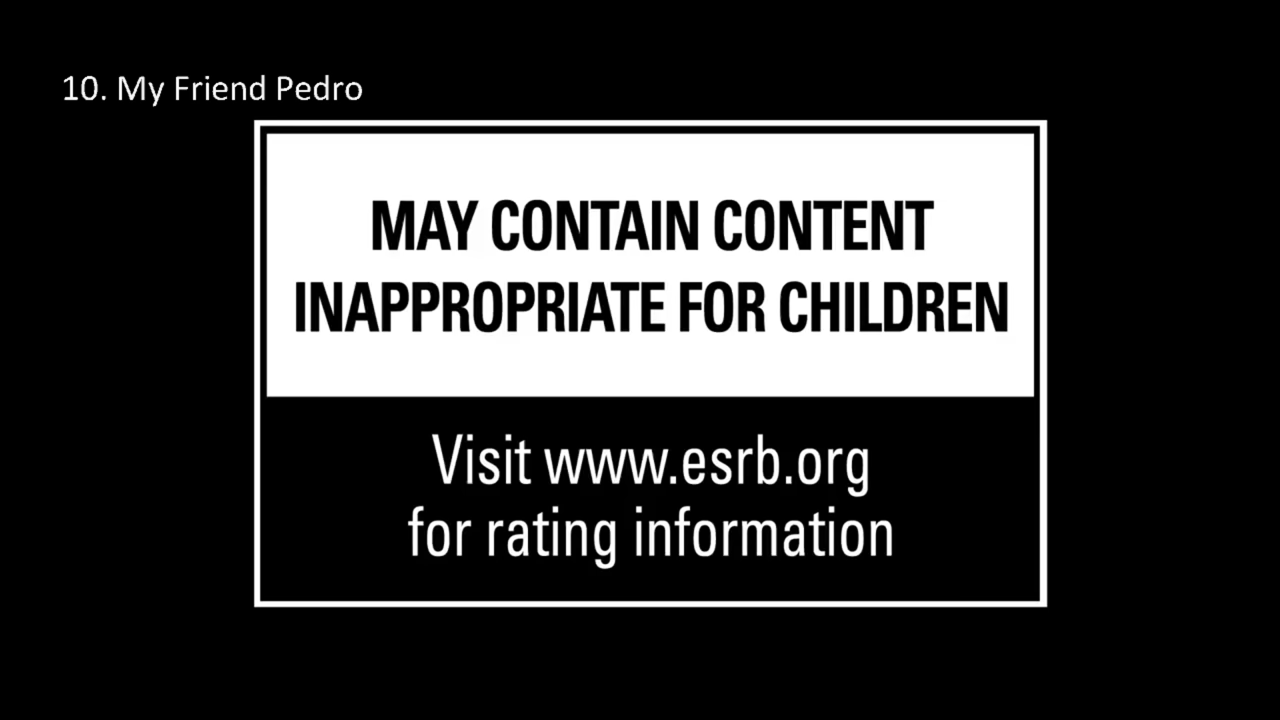 10. My Friend Pedro
MAY CONTAIN CONTENT
INAPPROPRIATE FOR CHILDREN
Visit www.esrb.org
for rating information